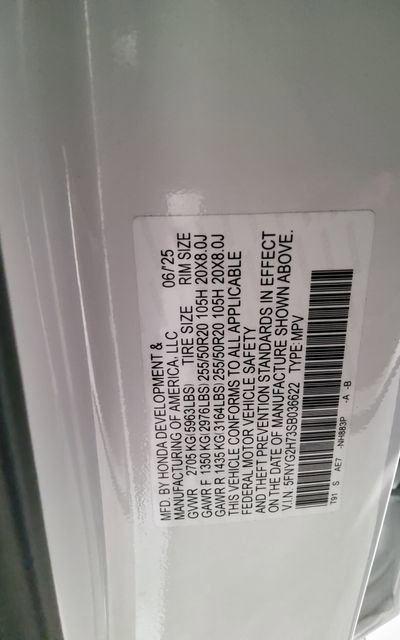 MFD. BY HONDA DEVELOPMENT &
MANUFACTURING OF AMERICA, LLC 06/'25
GVWR 2705 KG(5963LBS) TIRE SIZE RIM SIZE
GAWR F 1350 KG(2976LBS) 255/50R20 105H 20X8.0J
GAWR R 1435 KG(3164LBS) 255/50R20 105H 20X8.0J
THIS VEHICLE CONFORMS TO ALL APPLICABLE
FEDERAL MOTOR VEHICLE SAFETY
AND THEFT PREVENTION STANDARDS IN EFFECT
ON THE DATE OF MANUFACTURE SHOWN ABOVE.
V.I.N. 5FNYG2H73SB036622 TYPE:MPV
T91 S AE7 -NH883P -A -B